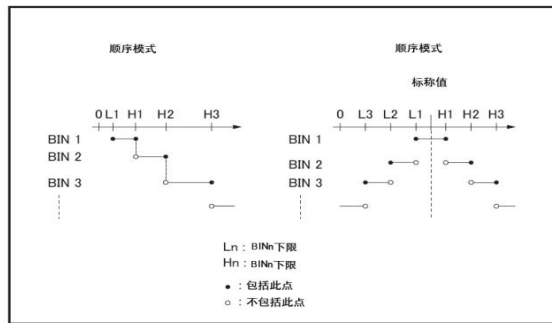 顺序模式
0 L1 H1 H2 H3
BIN 1
BIN 2
BIN 3
顺序模式
标称值
0 L3 L2 L1 H1 H2 H3
BIN 1
BIN 2
BIN 3
Ln : BINn下限
Hn : BINn下限
● : 包括此点
○ : 不包括此点